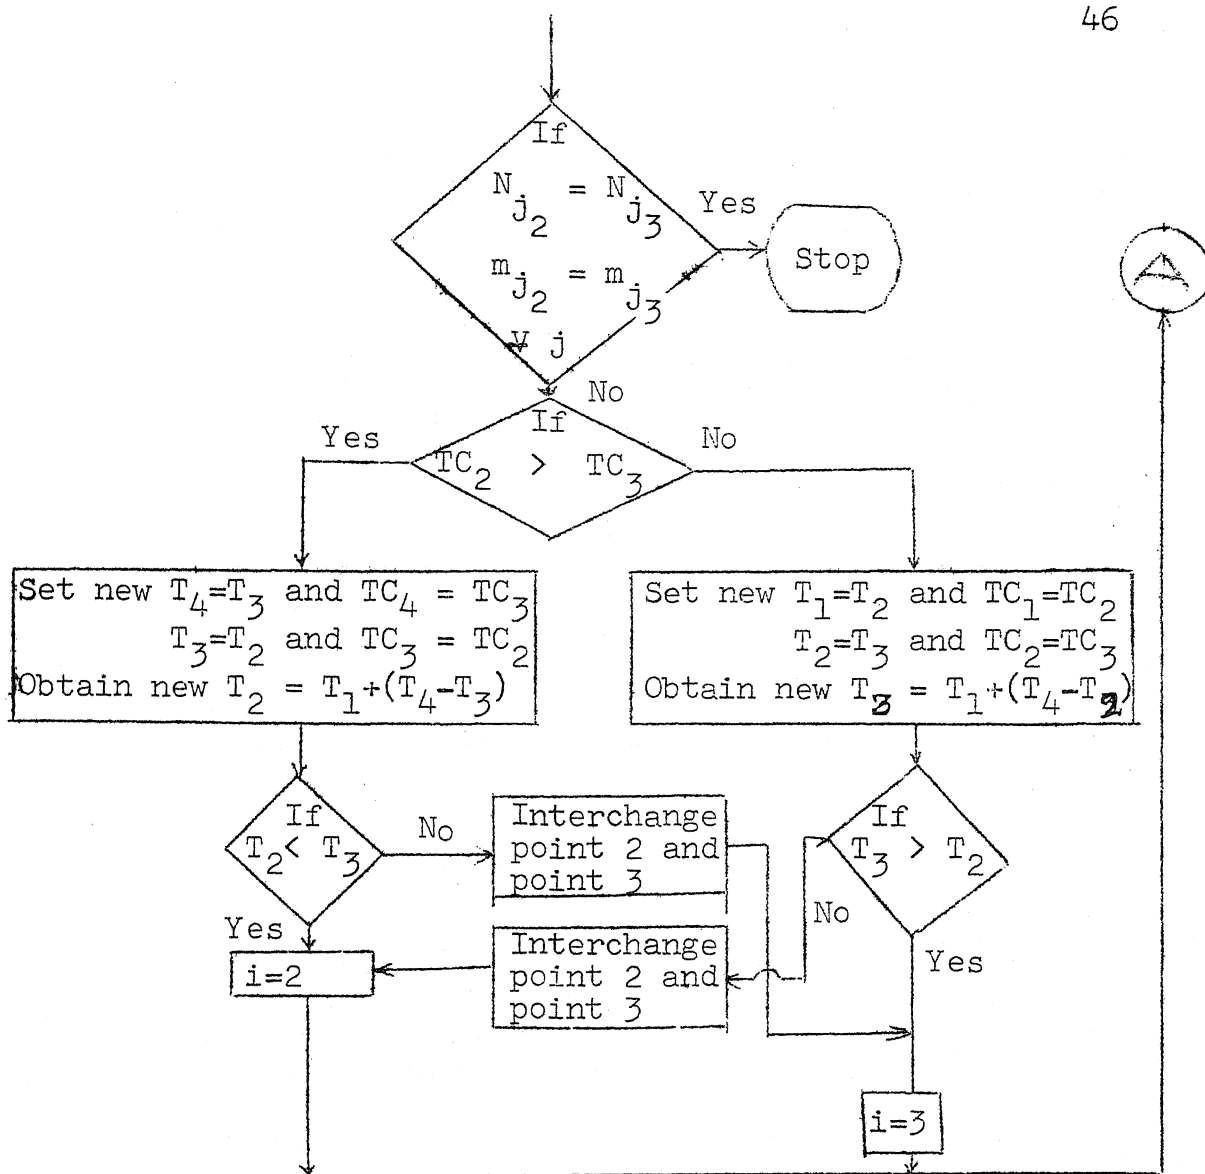 46
If
N_{j_2} = N_{j_3}
Yes
m_{j_2} = m_{j_3}
Stop
A
∀ j
No
If
Yes
No
TC_2 > TC_3
Set new T_4=T_3 and TC_4 = TC_3
T_3=T_2 and TC_3 = TC_2
Obtain new T_2 = T_1+(T_4-T_3)
Set new T_1=T_2 and TC_1=TC_2
T_2=T_3 and TC_2=TC_3
Obtain new T_3 = T_1+(T_4-T_2)
If
T_2 < T_3
No
Yes
Interchange
point 2 and
point 3
If
T_3 > T_2
No
Yes
Interchange
point 2 and
point 3
i=2
i=3